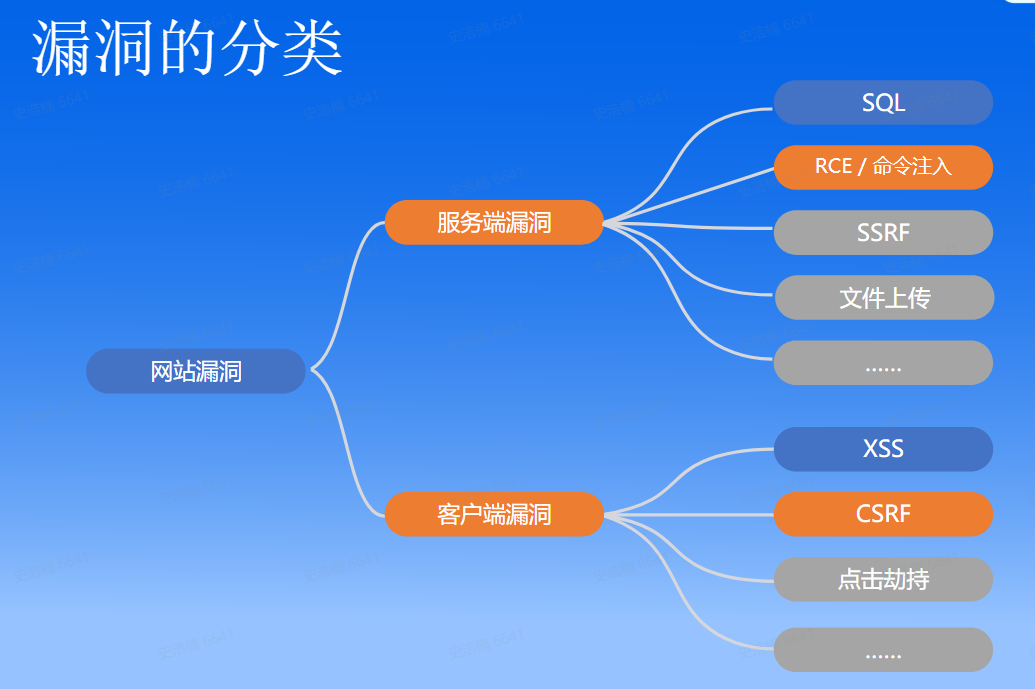 漏洞的分类
网站漏洞
服务端漏洞
SQL
RCE / 命令注入
SSRF
文件上传
......
客户端漏洞
XSS
CSRF
点击劫持
......